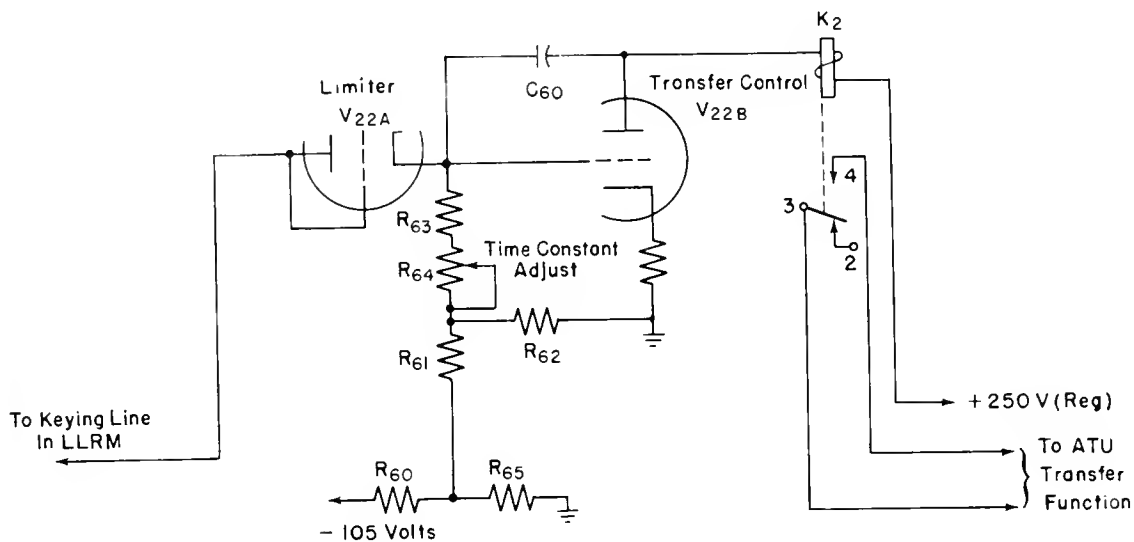 K2
C60
Limiter
V22A
Transfer Control
V22B
4
3
2
R63
R64
Time Constant
Adjust
R62
R61
To Keying Line
In LLRM
+250 V (Reg)
To ATU
Transfer
Function
R60
R65
- 105 Volts